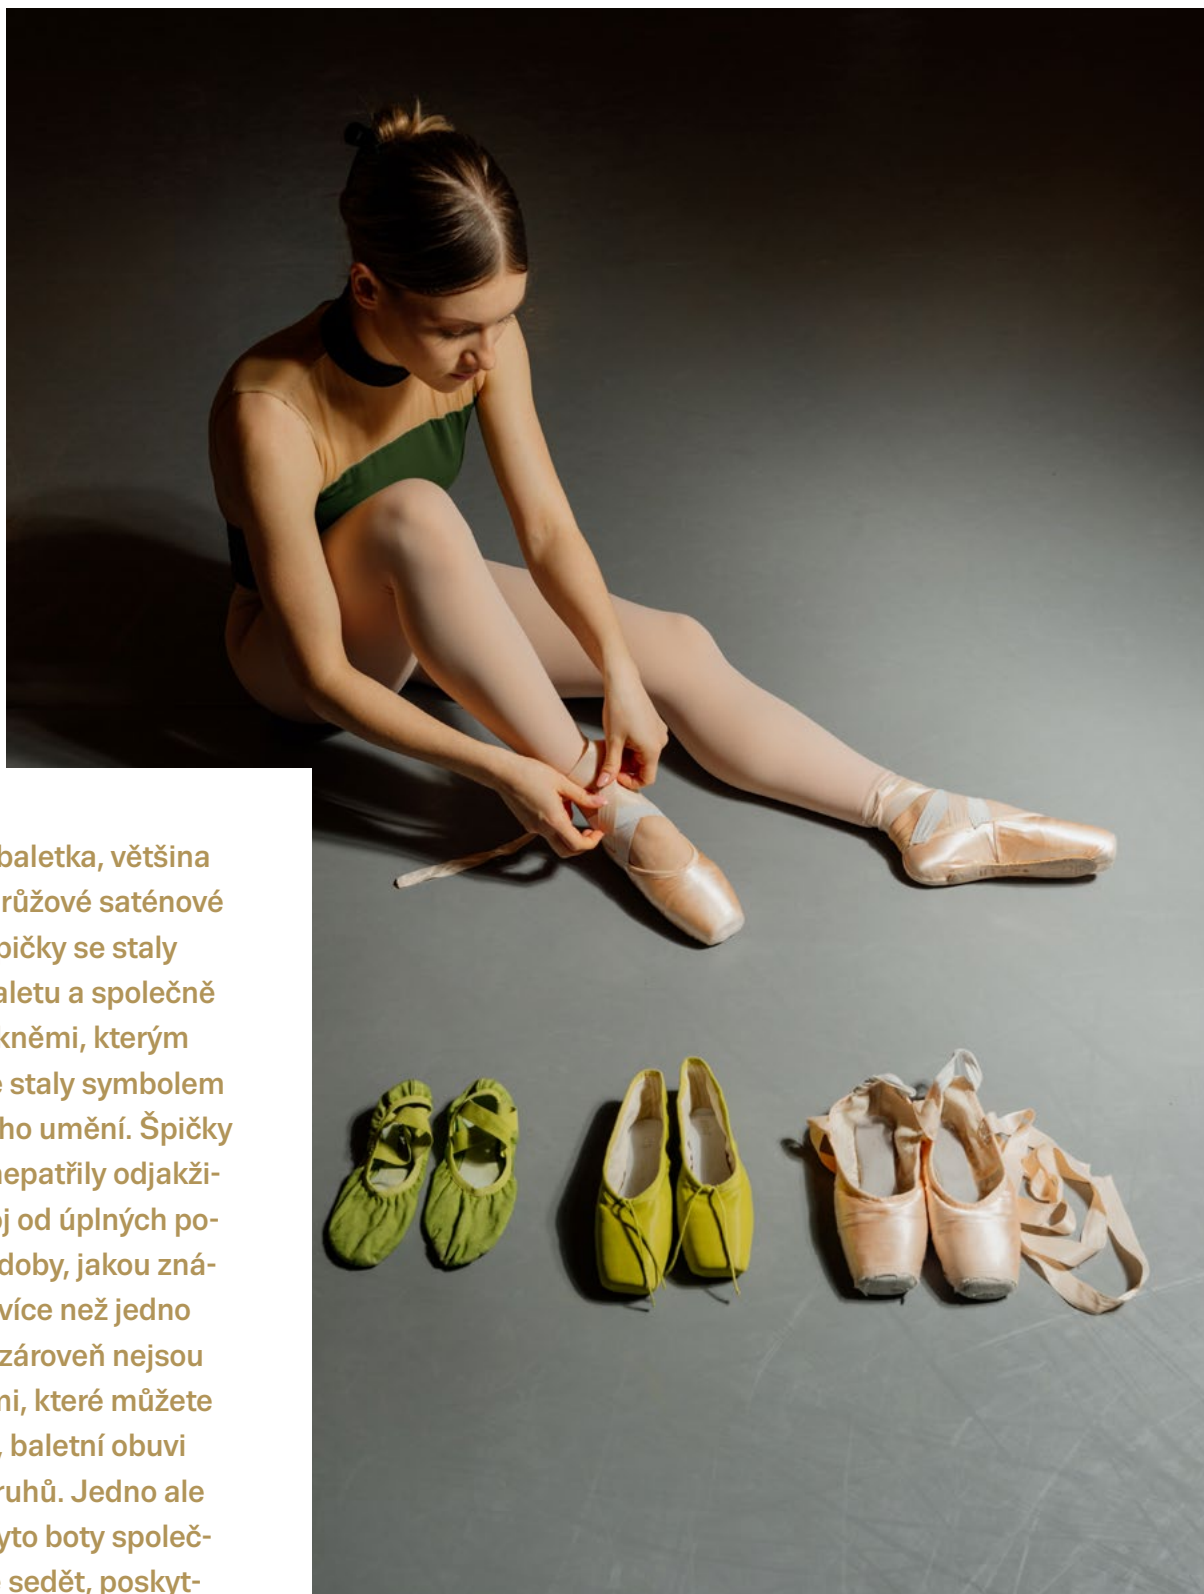 baletka, většina
růžové saténové
pičky se staly
aletu a společně
kněmi, kterým
e staly symbolem
ho umění. Špičky
nepatřily odjakži-
oj od úplných po-
doby, jakou zná-
více než jedno
zároveň nejsou
ni, které můžete
, baletní obuvi
ruhů. Jedno ale
yto boty společ-
sedět, poskyt-